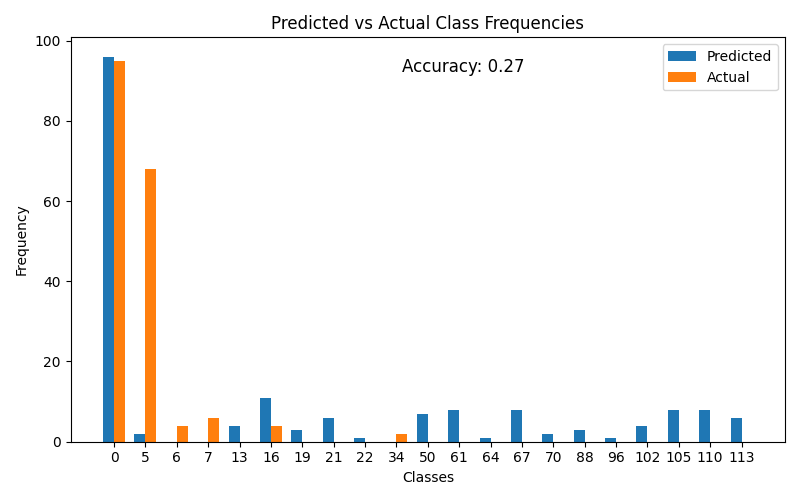 Predicted vs Actual Class Frequencies
Accuracy: 0.27
Predicted
Actual
Frequency
100
80
60
40
20
0
0 5 6 7 13 16 19 21 22 34 50 61 64 67 70 88 96 102 105 110 113
Classes